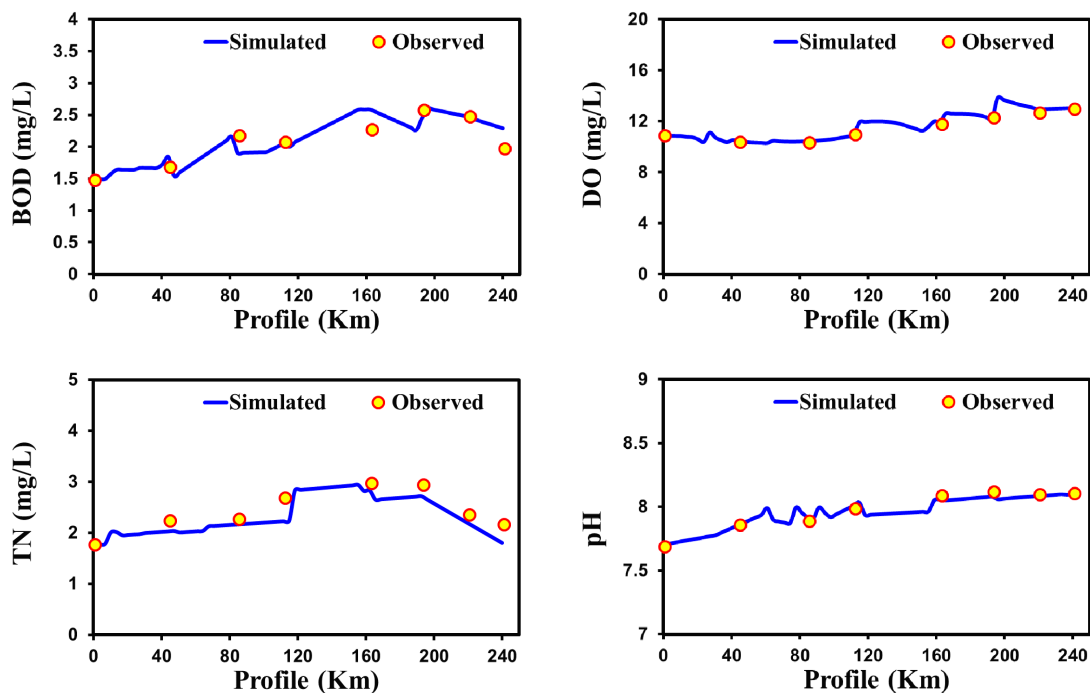 4
3.5
3
2.5
2
1.5
1
0.5
0
BOD (mg/L)
Simulated Observed
0 40 80 120 160 200 240
Profile (Km)
20
16
12
8
4
0
DO (mg/L)
Simulated Observed
0 40 80 120 160 200 240
Profile (Km)
5
4
3
2
1
0
TN (mg/L)
Simulated Observed
0 40 80 120 160 200 240
Profile (Km)
9
8.5
8
7.5
7
pH
Simulated Observed
0 40 80 120 160 200 240
Profile (Km)